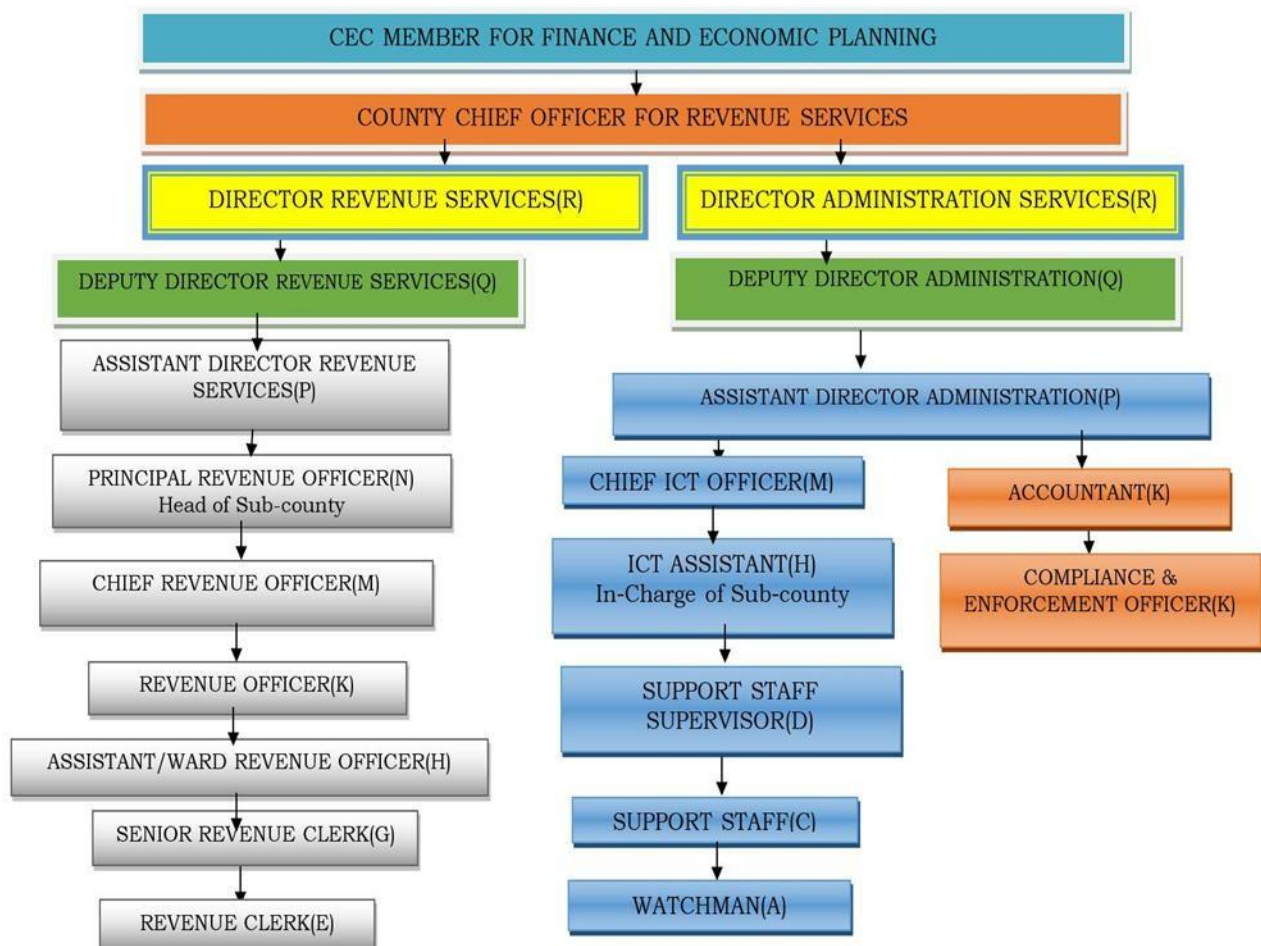 CEC MEMBER FOR FINANCE AND ECONOMIC PLANNING
COUNTY CHIEF OFFICER FOR REVENUE SERVICES
DIRECTOR REVENUE SERVICES(R)
DIRECTOR ADMINISTRATION SERVICES(R)
DEPUTY DIRECTOR REVENUE SERVICES(Q)
DEPUTY DIRECTOR ADMINISTRATION(Q)
ASSISTANT DIRECTOR REVENUE
SERVICES(P)
PRINCIPAL REVENUE OFFICER(N)
Head of Sub-county
CHIEF REVENUE OFFICER(M)
REVENUE OFFICER(K)
ASSISTANT/WARD REVENUE OFFICER(H)
SENIOR REVENUE CLERK(G)
REVENUE CLERK(E)
ASSISTANT DIRECTOR ADMINISTRATION(P)
CHIEF ICT OFFICER(M)
ICT ASSISTANT(H)
In-Charge of Sub-county
SUPPORT STAFF
SUPERVISOR(D)
SUPPORT STAFF(C)
WATCHMAN(A)
ACCOUNTANT(K)
COMPLIANCE &
ENFORCEMENT OFFICER(K)